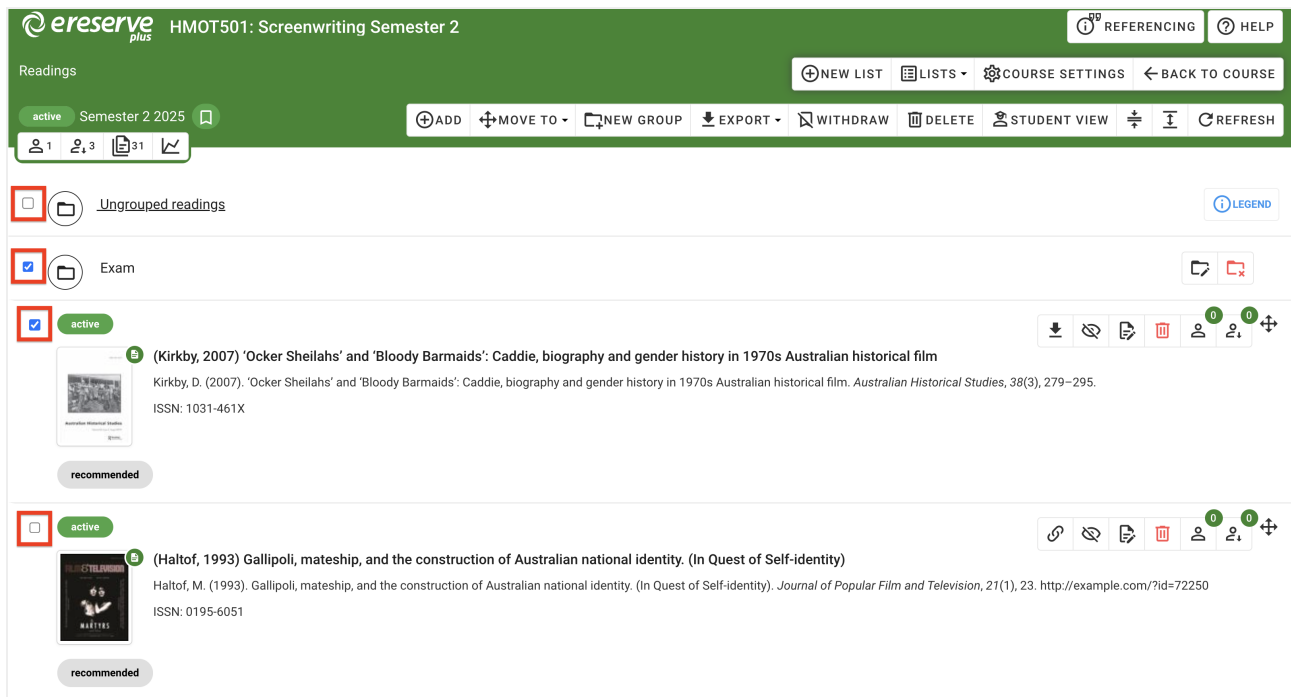 ereserve plus HMOT501: Screenwriting Semester 2 REFERENCING HELP
Readings NEW LIST LISTS COURSE SETTINGS BACK TO COURSE
active Semester 2 2025 ADD MOVE TO NEW GROUP EXPORT WITHDRAW DELETE STUDENT VIEW REFRESH
1 3 31
Ungrouped readings LEGEND
Exam
active 0 0
(Kirkby, 2007) ‘Ocker Sheilahs’ and ‘Bloody Barmaids’: Caddie, biography and gender history in 1970s Australian historical film
Kirkby, D. (2007). ‘Ocker Sheilahs’ and ‘Bloody Barmaids’: Caddie, biography and gender history in 1970s Australian historical film. Australian Historical Studies, 38(3), 279–295.
ISSN: 1031-461X
Australian Historical Studies
recommended
active 0 0
(Haltof, 1993) Gallipoli, mateship, and the construction of Australian national identity. (In Quest of Self-identity)
Haltof, M. (1993). Gallipoli, mateship, and the construction of Australian national identity. (In Quest of Self-identity). Journal of Popular Film and Television, 21(1), 23. http://example.com/?id=72250
ISSN: 0195-6051
FILM&TELEVISION
MARTYRS
recommended